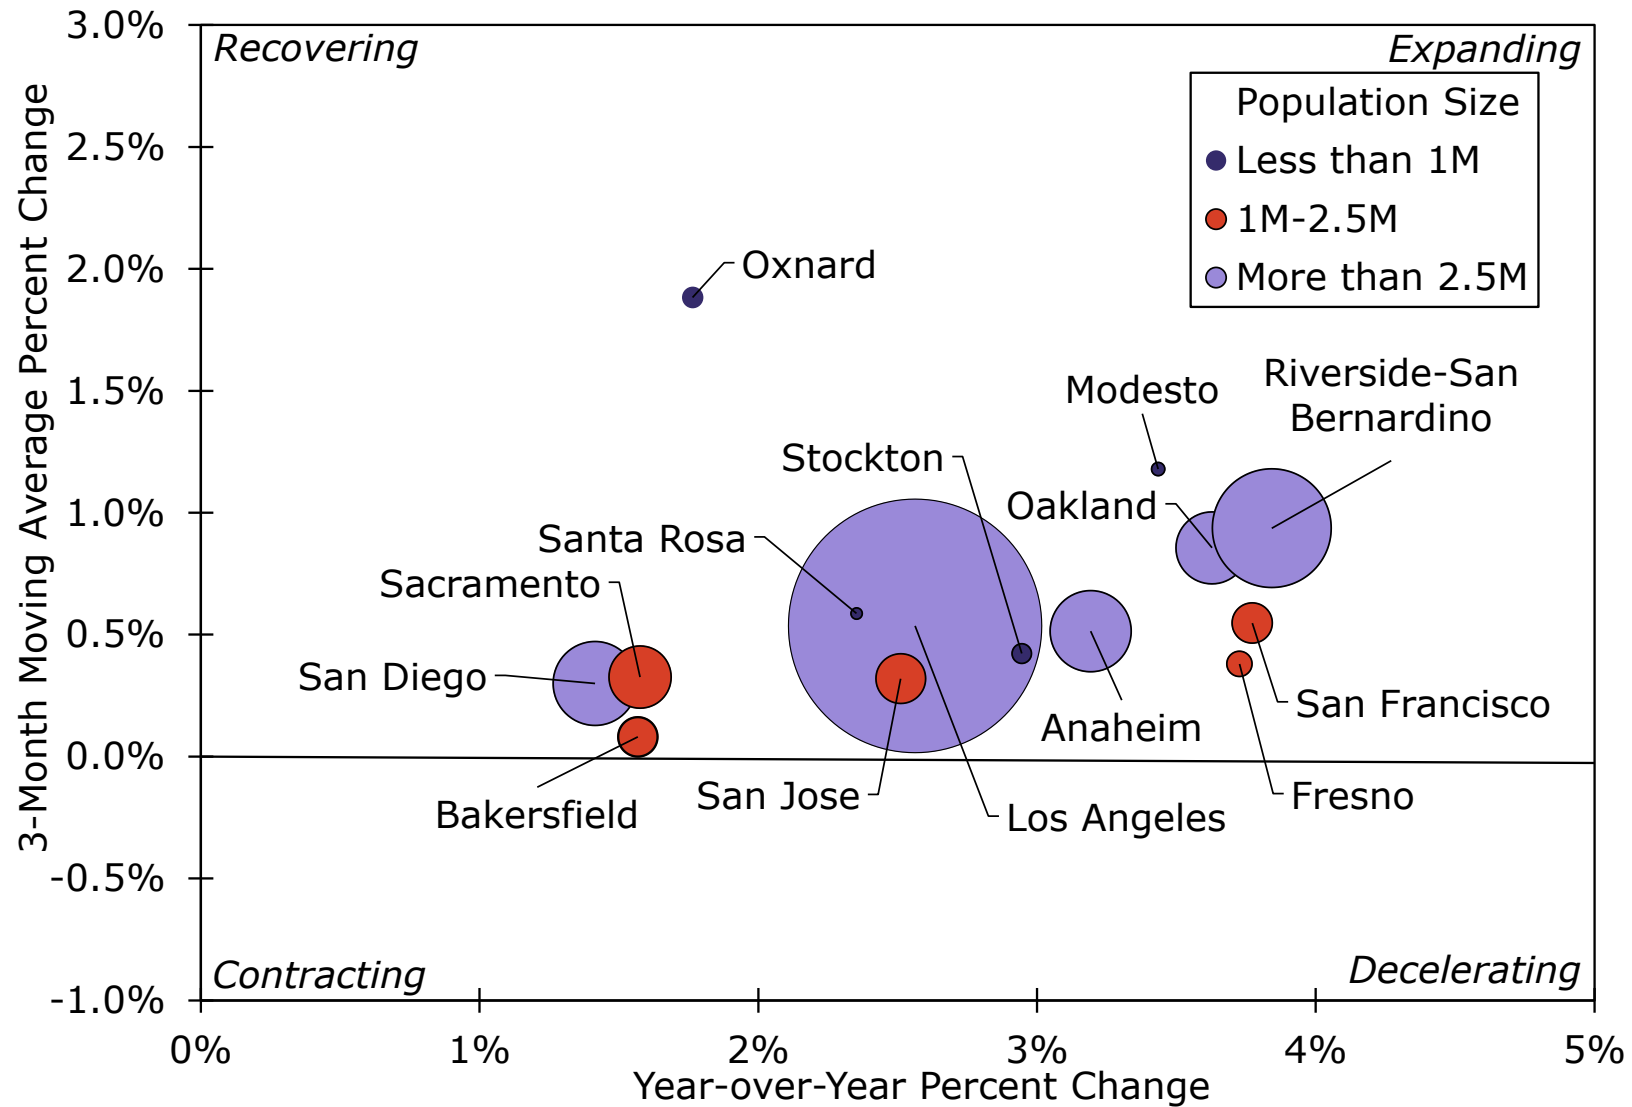 3.0%
2.5%
2.0%
1.5%
1.0%
0.5%
0.0%
-0.5%
-1.0%
3-Month Moving Average Percent Change
Recovering
Expanding
Population Size
Less than 1M
1M-2.5M
More than 2.5M
Oxnard
Modesto
Riverside-San
Bernardino
Stockton
Oakland
Santa Rosa
Sacramento
San Diego
San Francisco
Anaheim
Bakersfield
San Jose
Los Angeles
Fresno
Contracting
Decelerating
0%
1%
2%
3%
4%
5%
Year-over-Year Percent Change